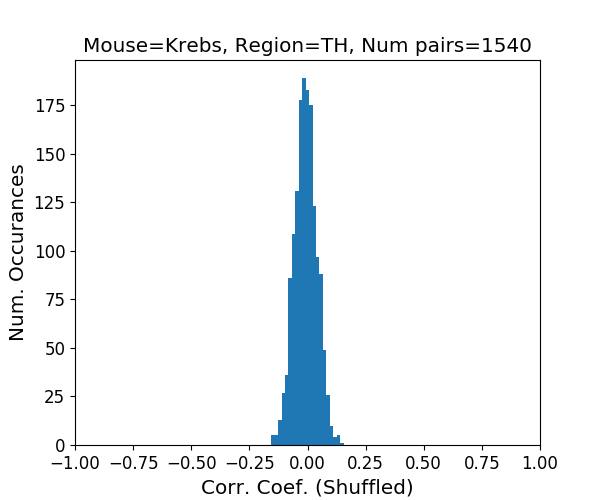 Mouse=Krebs, Region=TH, Num pairs=1540
Num. Occurances
175
150
125
100
75
50
25
0
−1.00 −0.75 −0.50 −0.25 0.00 0.25 0.50 0.75 1.00
Corr. Coef. (Shuffled)